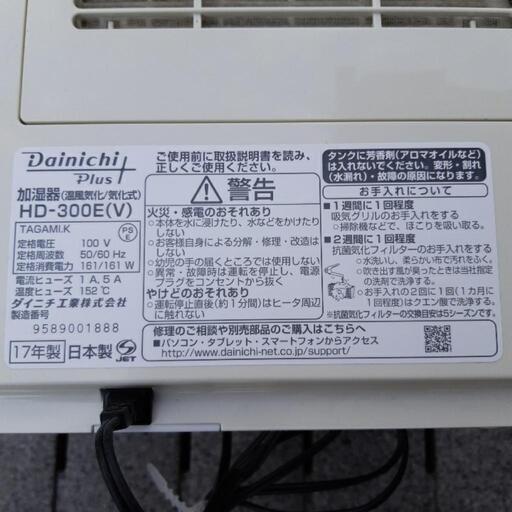 Dainichi
Plus
加湿器(温風気化/気化式)
HD-300E(V)
TAGAMI.K
PS
E
定格電圧: 100 V
定格周波数: 50/60 Hz
定格消費電力: 161/161 W
電流ヒューズ 1 A, 5 A
温度ヒューズ 152℃
ダイニチ工業株式会社
製造番号
9589001888
17年製 日本製 JET
ご使用前に取扱説明書を読み、
正しくご使用ください。
警告
火災・感電のおそれあり
•本体を水に浸けたり、水などをかけたり
しない
•お客様自身による分解・修理・改造は
しない
•幼児の手の届くところでは使わない
•異常・故障時は運転を停止し、電源
プラグをコンセントから抜く
やけどのおそれあり
•運転停止直後(約1分間)はヒータ周辺
に触れない
タンクに芳香剤(アロマオイルなど)
は入れないでください。変形・割れ
(水漏れ)・故障の原因になります。
お手入れについて
■1週間に1回程度
吸気グリルのお手入れをする
•掃除機などで、ほこりを吸い取る。
■2週間に1回程度
抗菌気化フィルターのお手入れをする
•水洗いし、柔らかい布で汚れをとる。
•吹き出す風が臭ったときは当社指定
の洗剤で洗浄する。
•お手入れの2回に1回(1カ月に
1回程度)はクエン酸で洗浄する。
※抗菌気化フィルターの交換目安は5シーズンです。
修理のご相談や別売部品のご購入はこちらへ
■パソコン・タブレット・スマートフォンからアクセス
http://www.dainichi-net.co.jp/support/